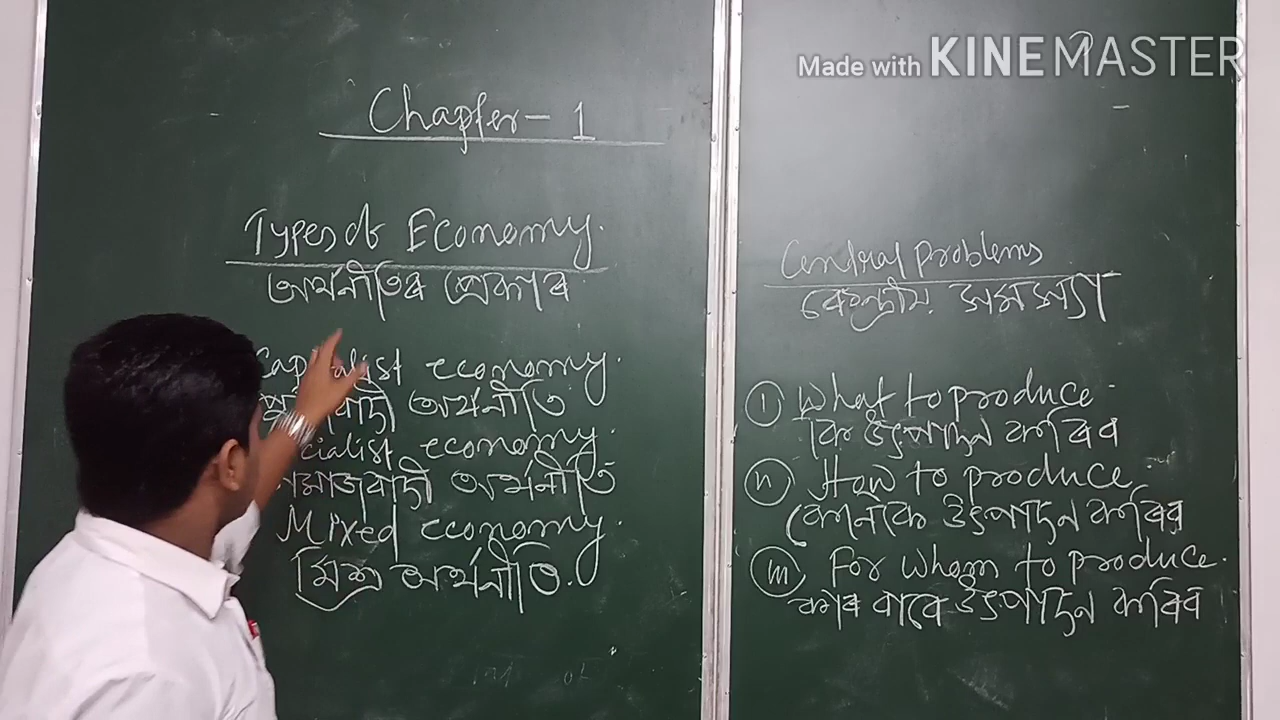 Made with KINEMASTER
Chapter - 1
Types of Economy.
অৰ্থনীতিৰ প্ৰকাৰ
Capitalist economy.
অৰ্থনীতি
cialist economy.
মাজবাদী অৰ্থনীতি
Mixed economy.
মিশ্ৰ অৰ্থনীতি.
Central problems
কেন্দ্ৰীয় সমস্যা
i What to produce
কি উৎপাদন কৰিব
ii How to produce
কেনেকৈ উৎপাদন কৰিব
iii For whom to produce.
কাৰ বাবে উৎপাদন কৰিব